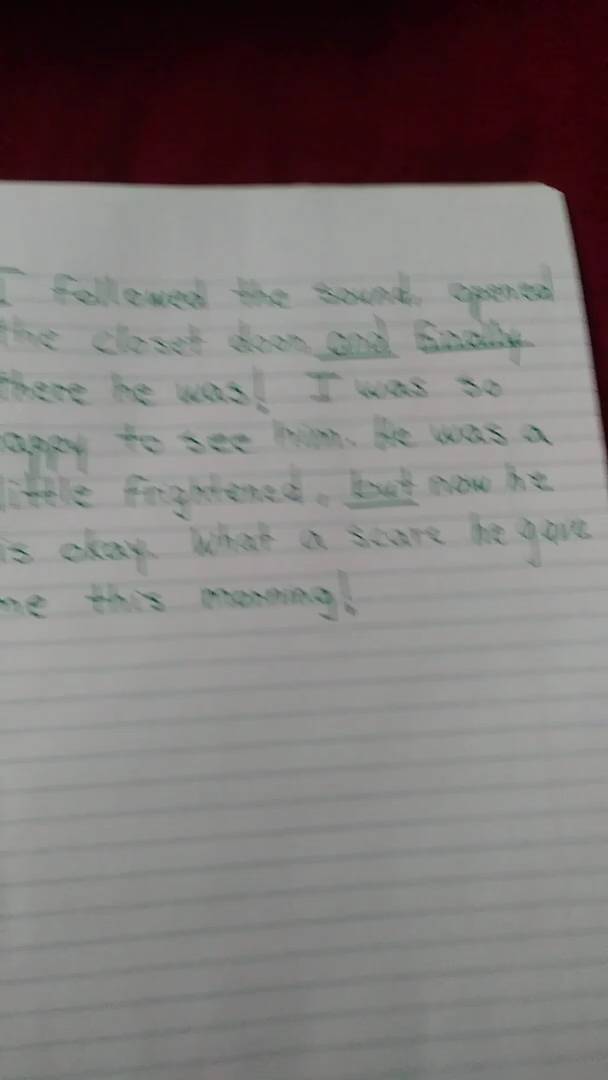 I followed the sound, opened
the closet door, and finally
there he was! I was so
happy to see him. He was a
little frightened, but now he
is okay. What a scare he gave
me this morning!